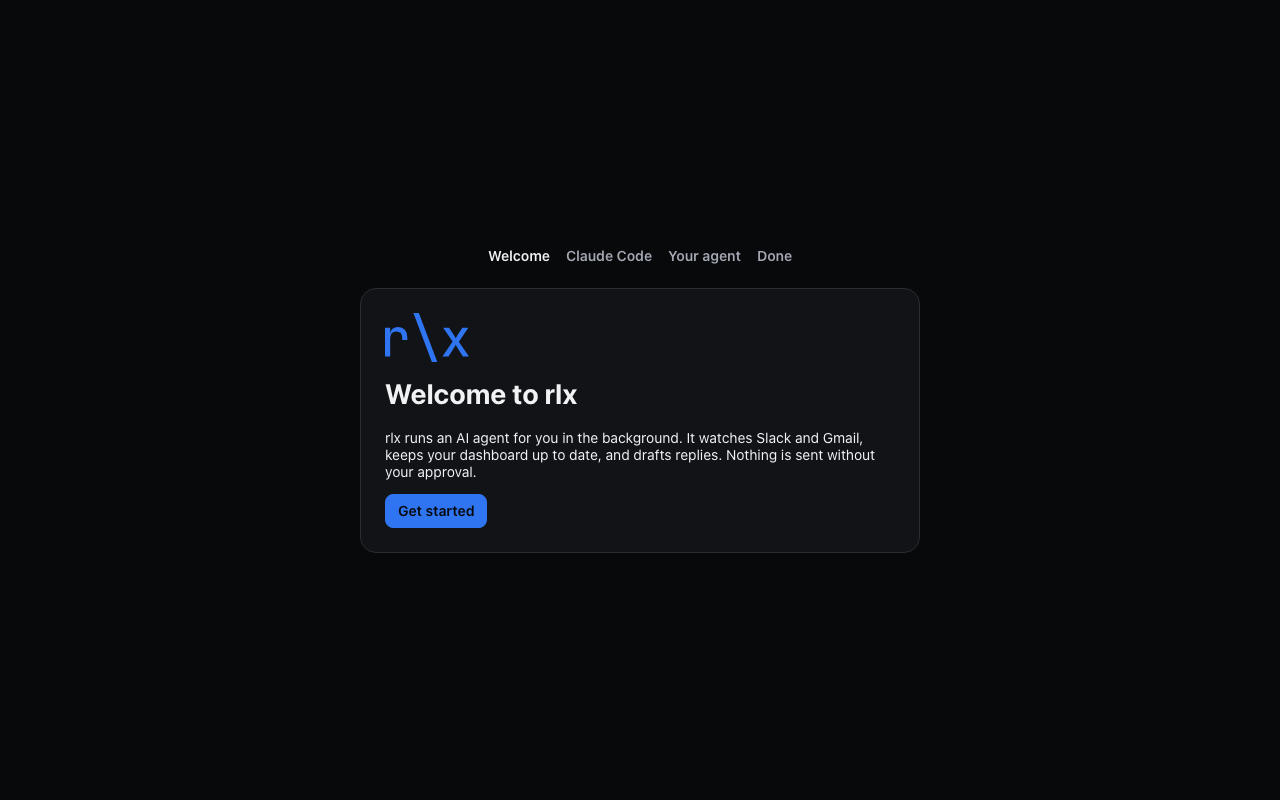 Welcome Claude Code Your agent Done
r\x
Welcome to rlx
rlx runs an AI agent for you in the background. It watches Slack and Gmail,
keeps your dashboard up to date, and drafts replies. Nothing is sent without
your approval.
Get started